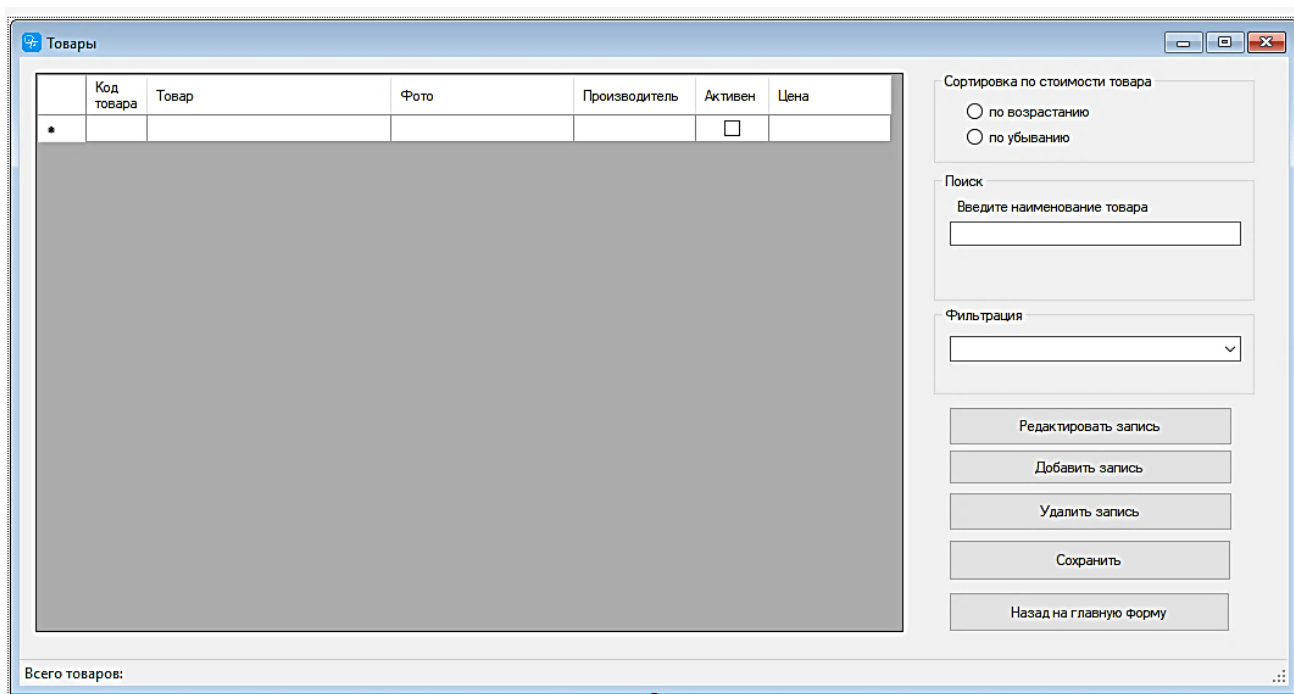 Товары
Код товара Товар Фото Производитель Активен Цена
Сортировка по стоимости товара
по возрастанию
по убыванию
Поиск
Введите наименование товара
Фильтрация
Редактировать запись
Добавить запись
Удалить запись
Сохранить
Назад на главную форму
Всего товаров: